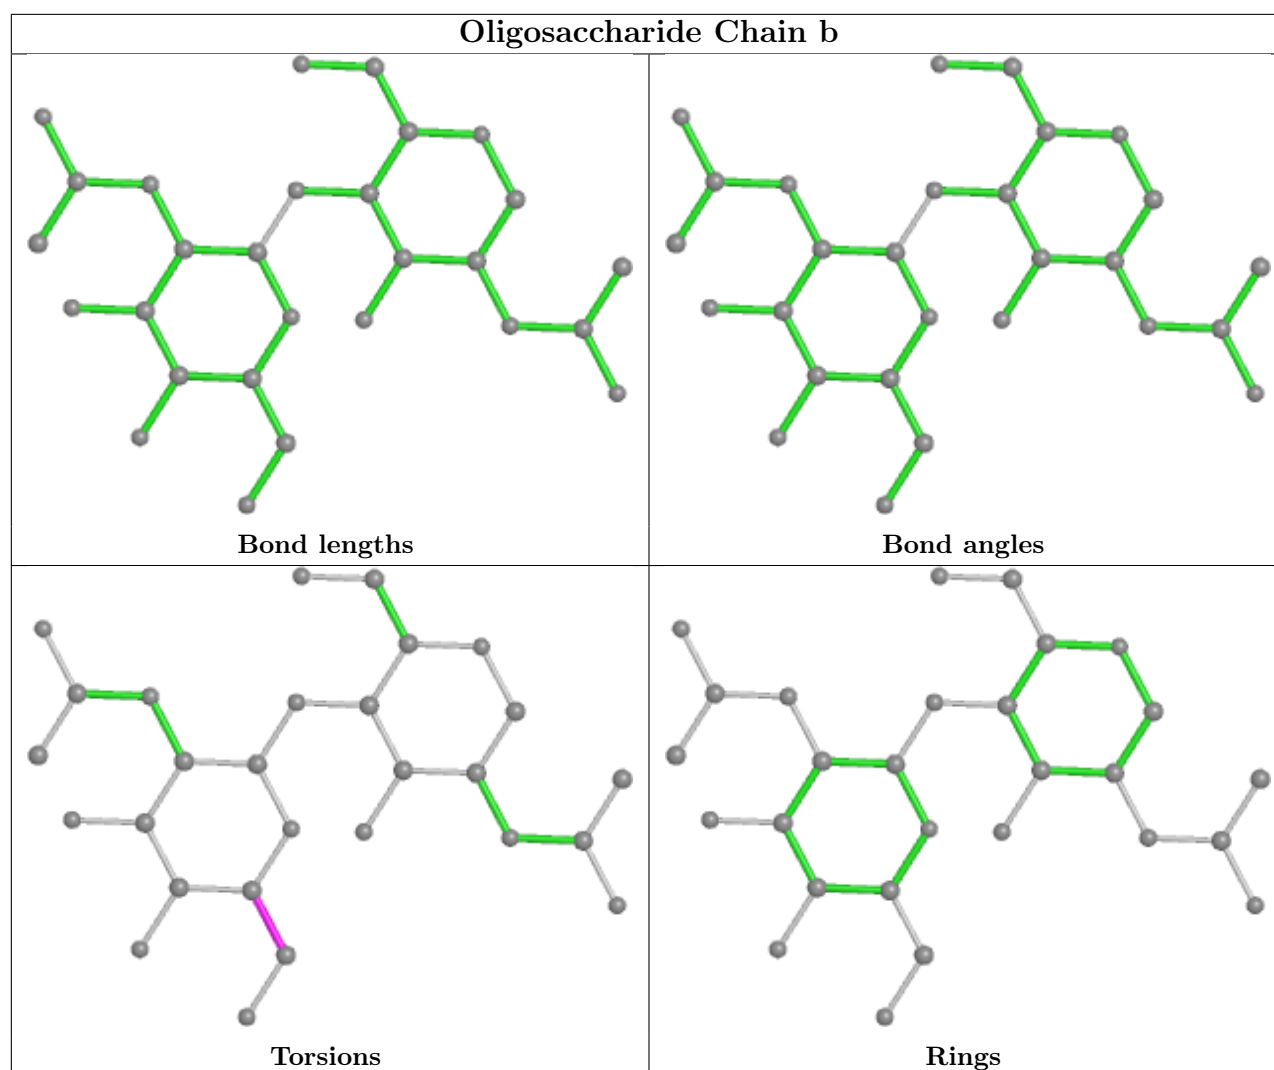 Oligosaccharide Chain b
Bond lengths
Bond angles
Torsions
Rings